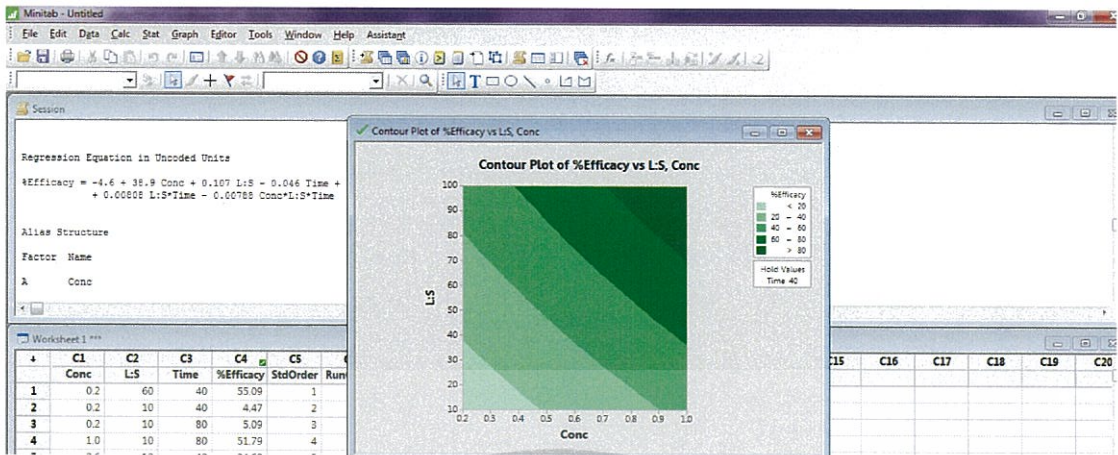 Minitab - Untitled
File Edit Data Calc Stat Graph Editor Tools Window Help Assistant
Session
Regression Equation in Uncoded Units
%Efficacy = -4.6 + 38.9 Conc + 0.107 L:S - 0.046 Time +
+ 0.00808 L:S*Time - 0.00788 Conc*L:S*Time
Alias Structure
Factor Name
A Conc
Contour Plot of %Efficacy vs L:S, Conc
Contour Plot of %Efficacy vs L:S, Conc
100
90
80
70
60
50
40
30
20
10
L:S
0.2 0.3 0.4 0.5 0.6 0.7 0.8 0.9 1.0
Conc
%Efficacy
< 20
20 - 40
40 - 60
60 - 80
> 80
Hold Values
Time 40
Worksheet 1 ***
C1 C2 C3 C4 C5 C15 C16 C17 C18 C19 C20
Conc L:S Time %Efficacy StdOrder
1 0.2 60 40 55.09 1
2 0.2 10 40 4.47 2
3 0.2 10 80 5.09 3
4 1.0 10 80 51.79 4